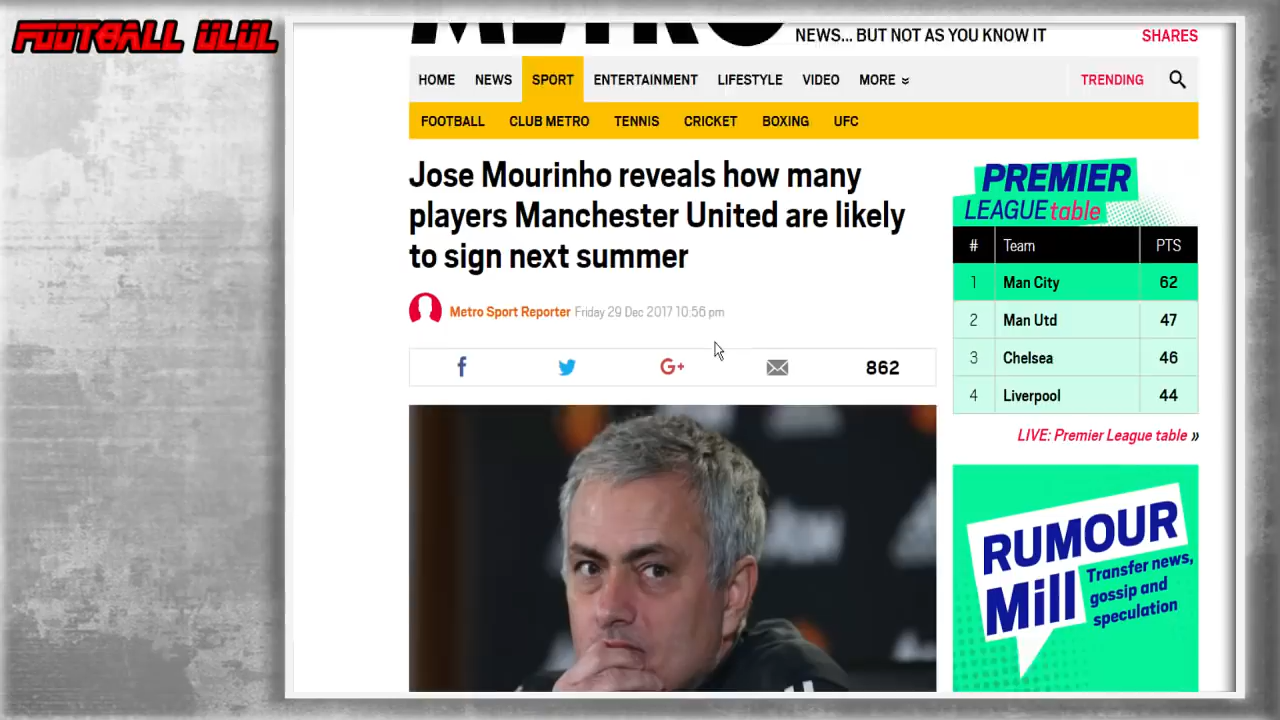 FOOTBALL ÜLÜL
METRO
NEWS... BUT NOT AS YOU KNOW IT
SHARES
HOME NEWS SPORT ENTERTAINMENT LIFESTYLE VIDEO MORE
TRENDING
FOOTBALL CLUB METRO TENNIS CRICKET BOXING UFC
Jose Mourinho reveals how many
players Manchester United are likely
to sign next summer
Metro Sport Reporter Friday 29 Dec 2017 10:56 pm
f G+ 862
PREMIER
LEAGUE table
# Team PTS
1 Man City 62
2 Man Utd 47
3 Chelsea 46
4 Liverpool 44
LIVE: Premier League table »
RUMOUR
Mill
Transfer news,
gossip and
speculation